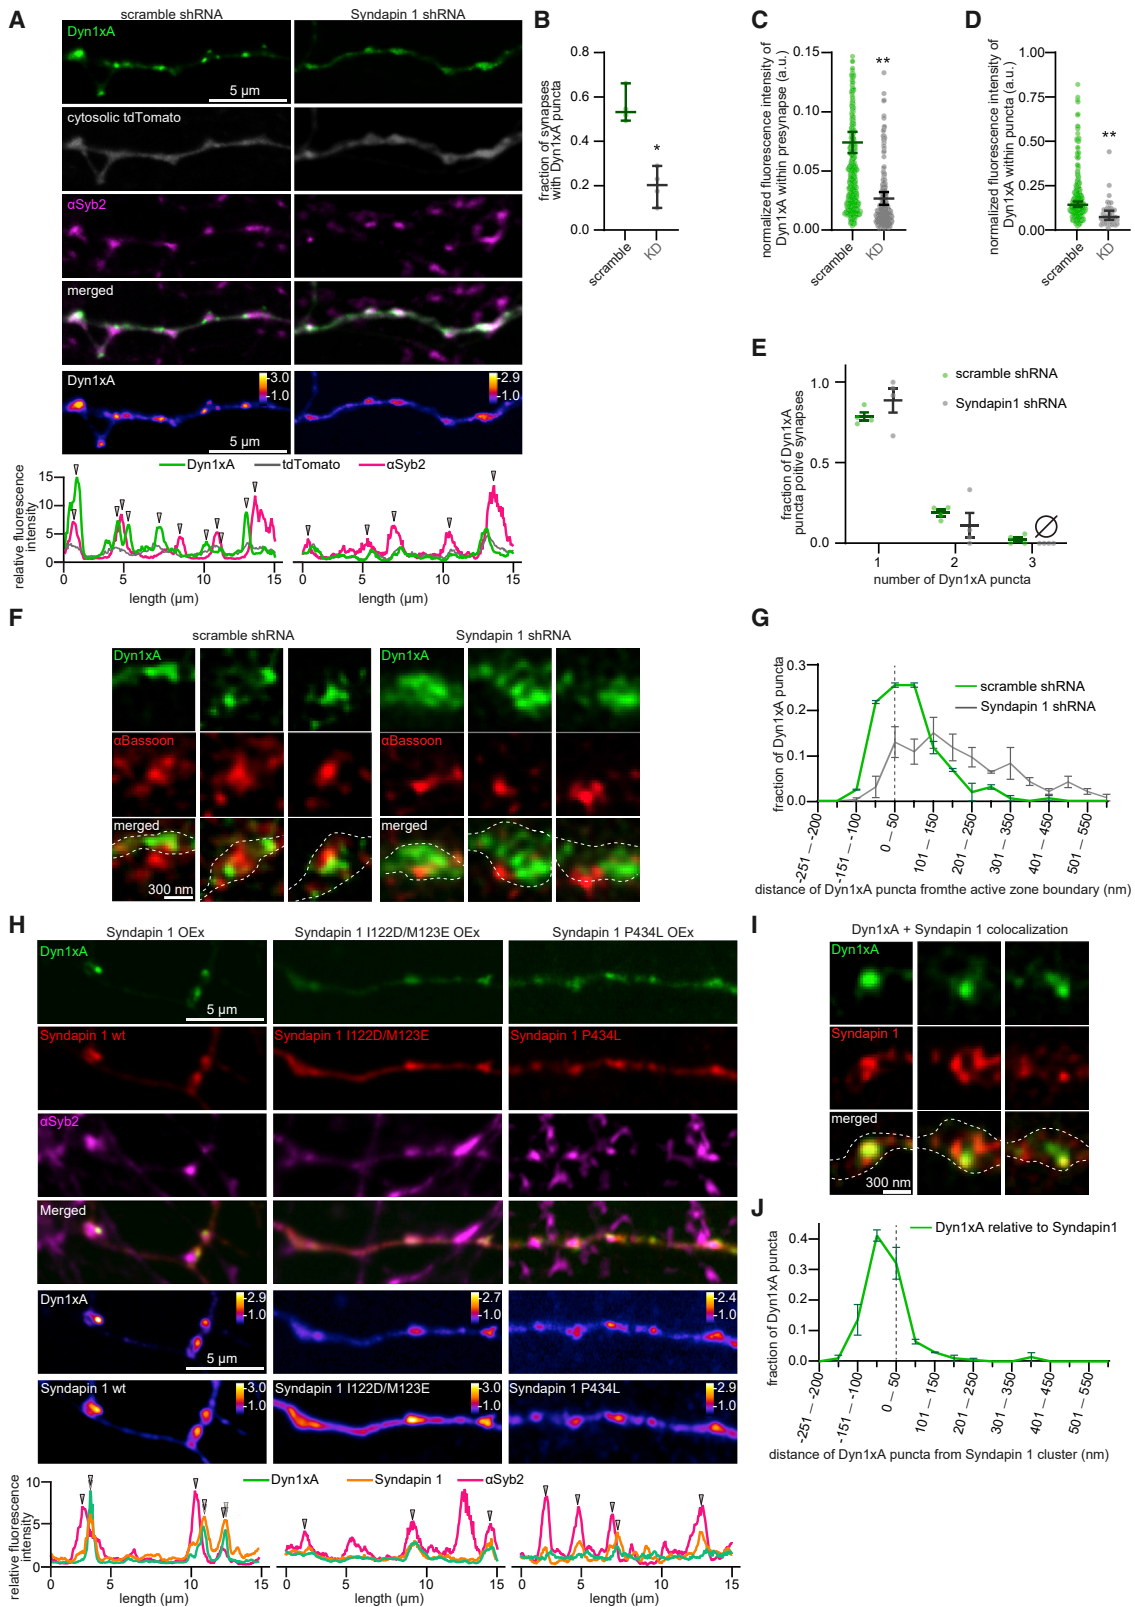 A
scramble shRNA
Syndapin 1 shRNA
Dyn1xA
5 µm
cytosolic tdTomato
αSyb2
merged
Dyn1xA
3.0
1.0
2.9
1.0
5 µm
Dyn1xA
tdTomato
αSyb2
relative fluorescence
intensity
15
10
5
0
0
5
10
15
0
5
10
15
length (µm)
length (µm)
B
fraction of synapses
with Dyn1xA puncta
0.8
0.6
0.4
0.2
0.0
*
scramble
KD
C
normalized fluorescence intensity of
Dyn1xA within presynapse (a.u.)
0.15
0.10
0.05
0.00
**
scramble
KD
D
normalized fluorescence intensity of
Dyn1xA within puncta (a.u.)
1.00
0.75
0.50
0.25
0.00
**
scramble
KD
E
fraction of Dyn1xA
puncta poitive synapses
1.0
0.5
0.0
scramble shRNA
Syndapin1 shRNA
1
2
3
number of Dyn1xA puncta
F
scramble shRNA
Syndapin 1 shRNA
Dyn1xA
Dyn1xA
αBassoon
αBassoon
merged
merged
300 nm
G
fraction of Dyn1xA puncta
0.3
0.2
0.1
0.0
scramble shRNA
Syndapin 1 shRNA
-251 — -200
-151 — -100
0 — 50
101 — 150
201 — 250
301 — 350
401 — 450
501 — 550
distance of Dyn1xA puncta fromthe active zone boundary (nm)
H
Syndapin 1 OEx
Syndapin 1 I122D/M123E OEx
Syndapin 1 P434L OEx
Dyn1xA
5 µm
Syndapin 1 wt
Syndapin 1 I122D/M123E
Syndapin 1 P434L
αSyb2
Merged
Dyn1xA
2.9
1.0
2.7
1.0
2.4
1.0
5 µm
Syndapin 1 wt
Syndapin 1 I122D/M123E
Syndapin 1 P434L
3.0
1.0
3.0
1.0
2.9
1.0
Dyn1xA
Syndapin 1
αSyb2
relative fluorescence
intensity
10
5
0
0
5
10
15
0
5
10
15
0
5
10
15
length (µm)
length (µm)
length (µm)
I
Dyn1xA + Syndapin 1 colocalization
Dyn1xA
Syndapin 1
merged
300 nm
J
fraction of Dyn1xA puncta
0.4
0.3
0.2
0.1
0.0
Dyn1xA relative to Syndapin1
-251 — -200
-151 — -100
0 — 50
101 — 150
201 — 250
301 — 350
401 — 450
501 — 550
distance of Dyn1xA puncta from Syndapin 1 cluster (nm)